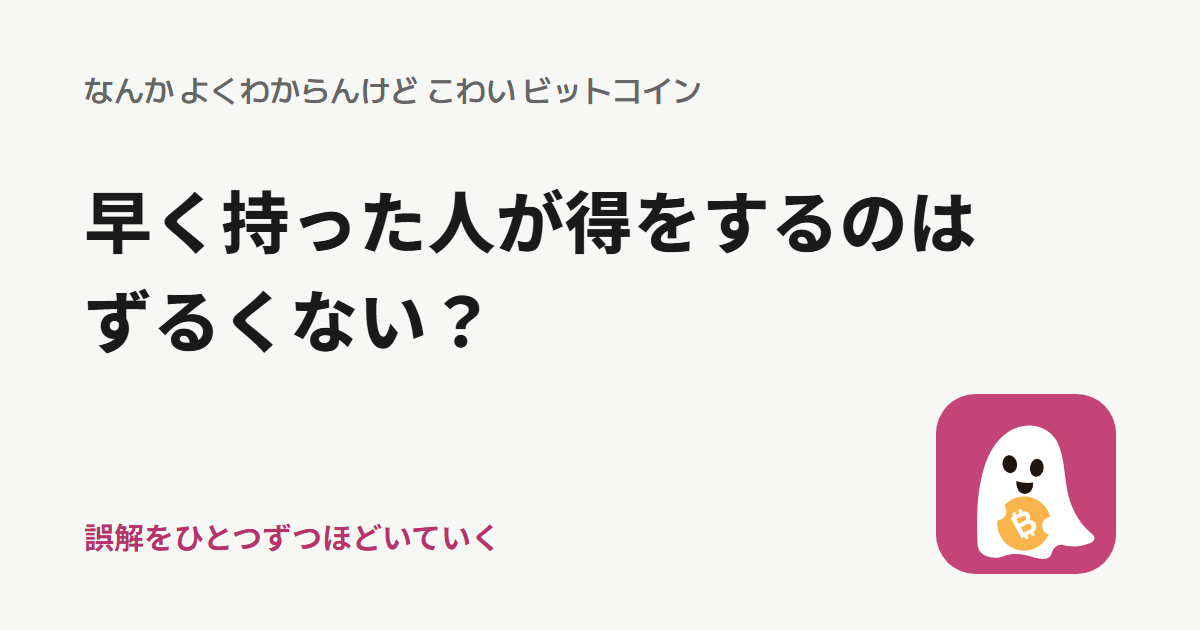 なんか よくわからんけど こわい ビットコイン
早く持った人が得をするのは
ずるくない？
誤解をひとつずつほどいていく